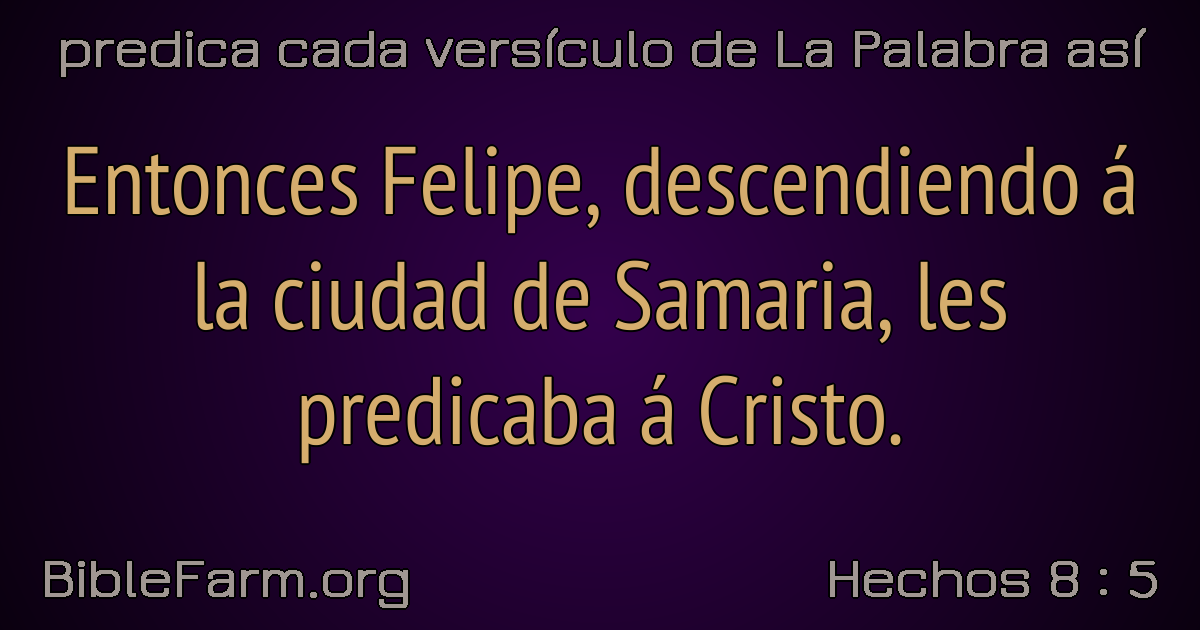 predica cada versículo de La Palabra así
Entonces Felipe, descendiendo á
la ciudad de Samaria, les
predicaba á Cristo.
BibleFarm.org
Hechos 8 : 5